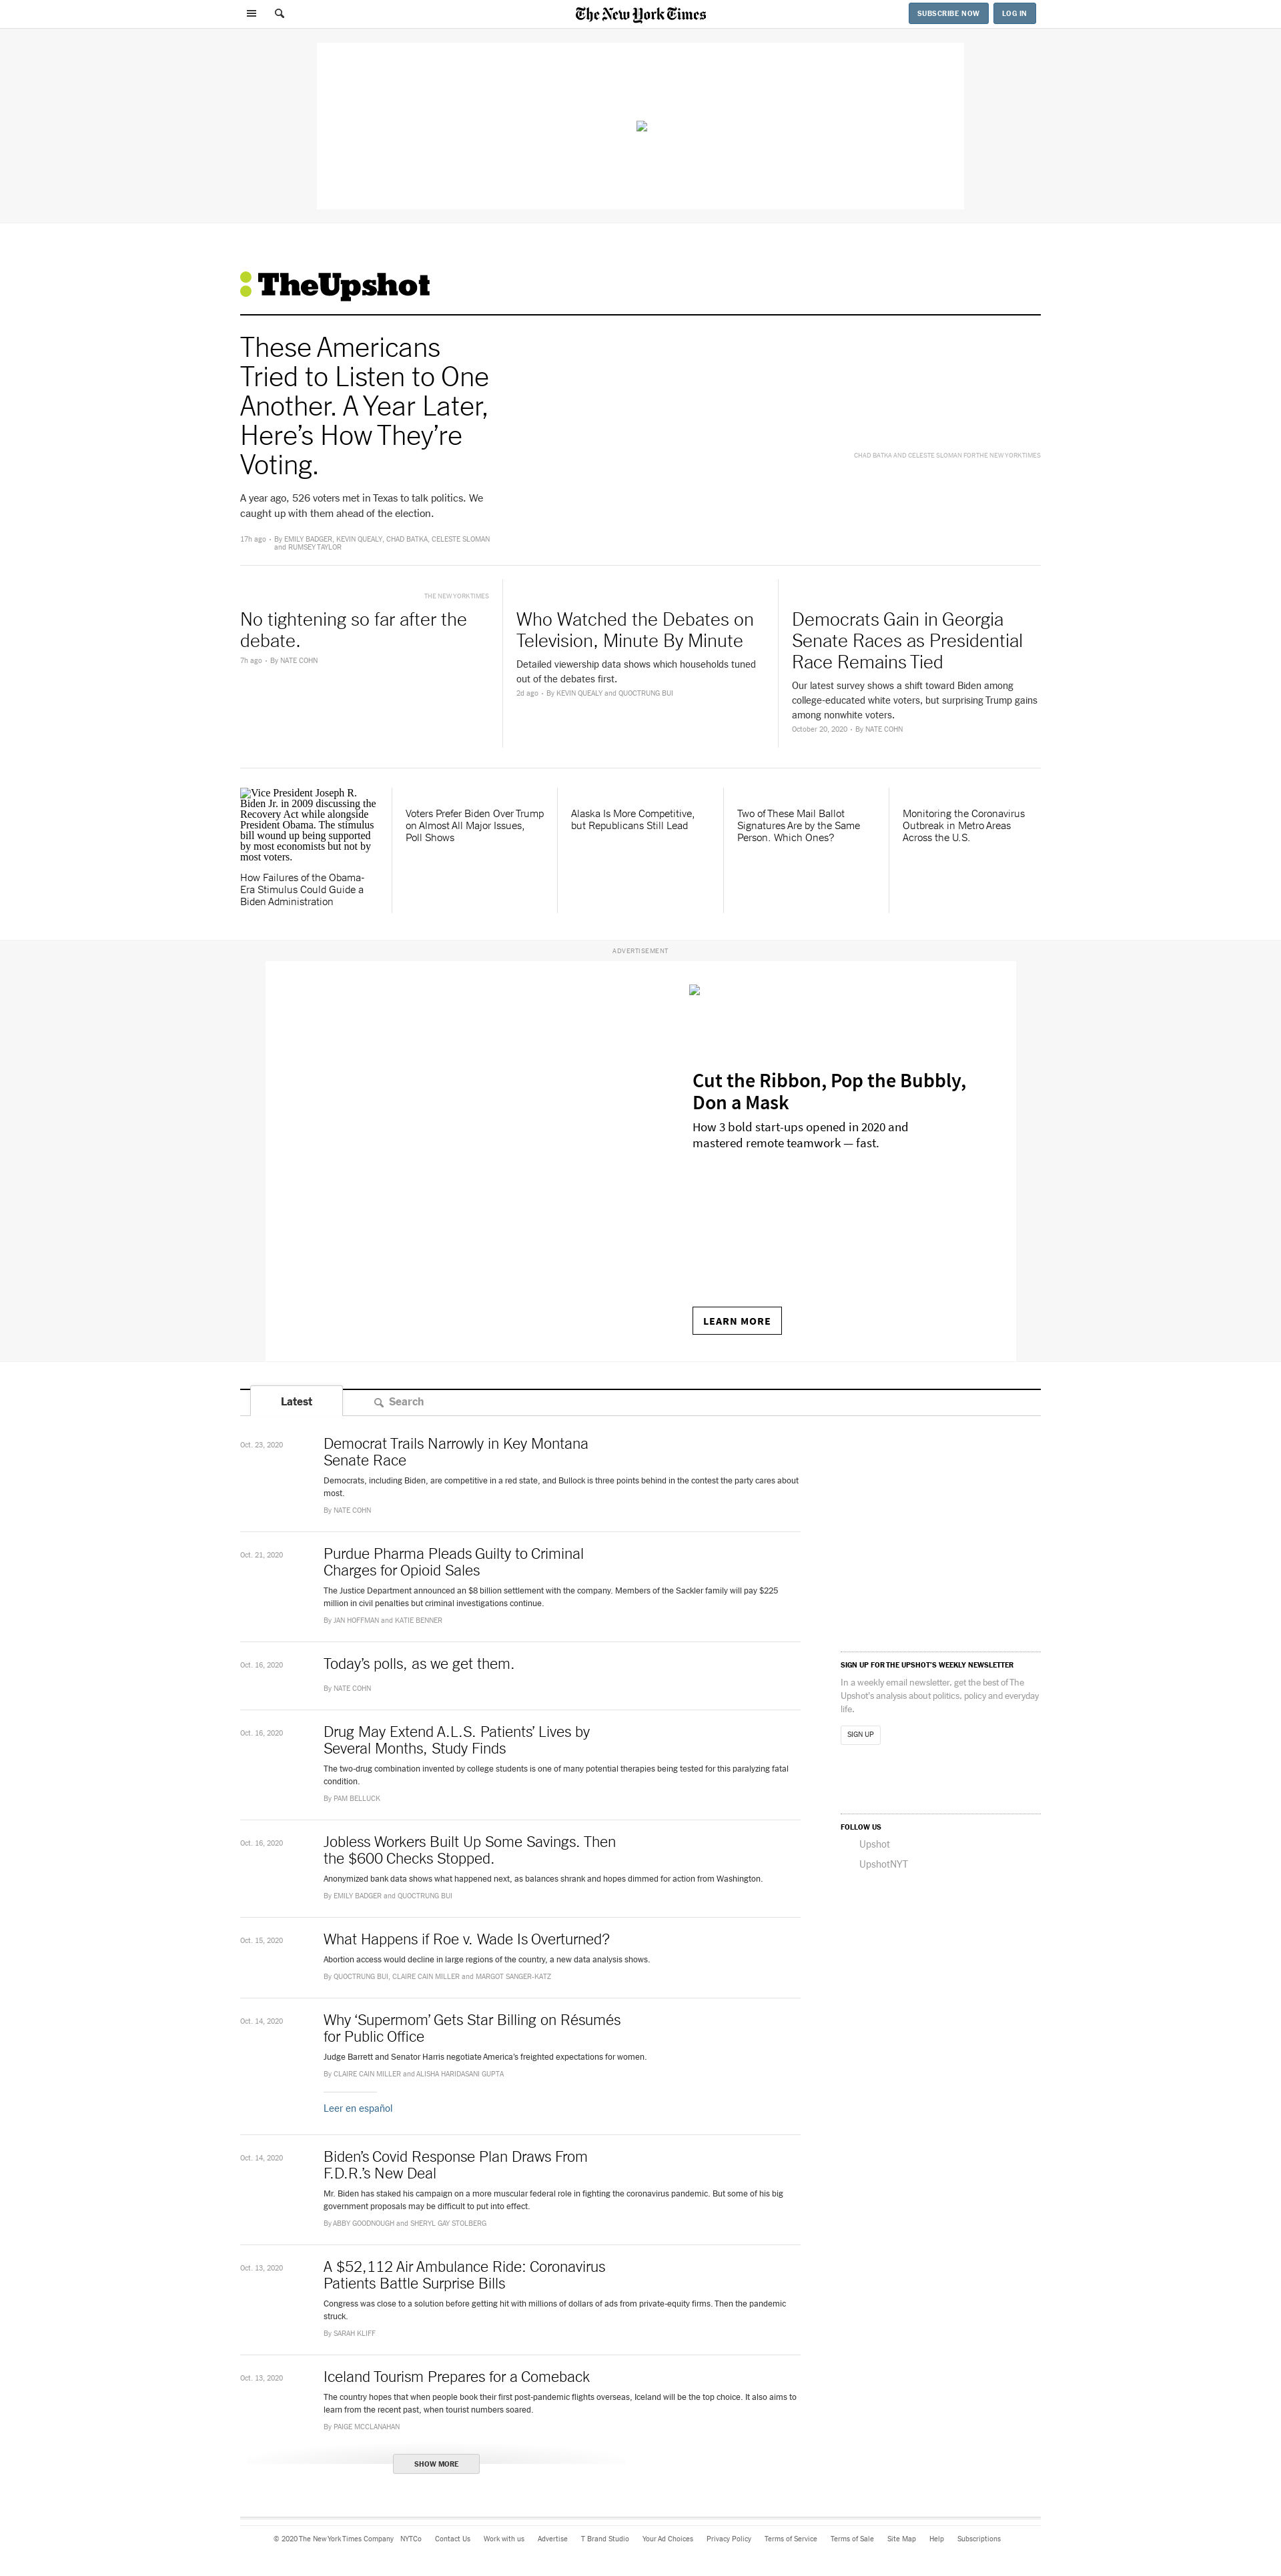 The New York Times
SUBSCRIBE NOW
LOG IN
TheUpshot
These Americans
Tried to Listen to One
Another. A Year Later,
Here’s How They’re
Voting.
A year ago, 526 voters met in Texas to talk politics. We
caught up with them ahead of the election.
17h ago • By EMILY BADGER, KEVIN QUEALY, CHAD BATKA, CELESTE SLOMAN
and RUMSEY TAYLOR
CHAD BATKA AND CELESTE SLOMAN FOR THE NEW YORK TIMES
THE NEW YORK TIMES
No tightening so far after the
debate.
7h ago • By NATE COHN
Who Watched the Debates on
Television, Minute By Minute
Detailed viewership data shows which households tuned
out of the debates first.
2d ago • By KEVIN QUEALY and QUOCTRUNG BUI
Democrats Gain in Georgia
Senate Races as Presidential
Race Remains Tied
Our latest survey shows a shift toward Biden among
college-educated white voters, but surprising Trump gains
among nonwhite voters.
October 20, 2020 • By NATE COHN
Vice President Joseph R.
Biden Jr. in 2009 discussing the
Recovery Act while alongside
President Obama. The stimulus
bill wound up being supported
by most economists but not by
most voters.
How Failures of the Obama-
Era Stimulus Could Guide a
Biden Administration
Voters Prefer Biden Over Trump
on Almost All Major Issues,
Poll Shows
Alaska Is More Competitive,
but Republicans Still Lead
Two of These Mail Ballot
Signatures Are by the Same
Person. Which Ones?
Monitoring the Coronavirus
Outbreak in Metro Areas
Across the U.S.
ADVERTISEMENT
Cut the Ribbon, Pop the Bubbly,
Don a Mask
How 3 bold start-ups opened in 2020 and
mastered remote teamwork — fast.
LEARN MORE
Latest
Search
Oct. 23, 2020
Democrat Trails Narrowly in Key Montana
Senate Race
Democrats, including Biden, are competitive in a red state, and Bullock is three points behind in the contest the party cares about
most.
By NATE COHN
Oct. 21, 2020
Purdue Pharma Pleads Guilty to Criminal
Charges for Opioid Sales
The Justice Department announced an $8 billion settlement with the company. Members of the Sackler family will pay $225
million in civil penalties but criminal investigations continue.
By JAN HOFFMAN and KATIE BENNER
Oct. 16, 2020
Today’s polls, as we get them.
By NATE COHN
Oct. 16, 2020
Drug May Extend A.L.S. Patients’ Lives by
Several Months, Study Finds
The two-drug combination invented by college students is one of many potential therapies being tested for this paralyzing fatal
condition.
By PAM BELLUCK
Oct. 16, 2020
Jobless Workers Built Up Some Savings. Then
the $600 Checks Stopped.
Anonymized bank data shows what happened next, as balances shrank and hopes dimmed for action from Washington.
By EMILY BADGER and QUOCTRUNG BUI
Oct. 15, 2020
What Happens if Roe v. Wade Is Overturned?
Abortion access would decline in large regions of the country, a new data analysis shows.
By QUOCTRUNG BUI, CLAIRE CAIN MILLER and MARGOT SANGER-KATZ
Oct. 14, 2020
Why ‘Supermom’ Gets Star Billing on Résumés
for Public Office
Judge Barrett and Senator Harris negotiate America’s freighted expectations for women.
By CLAIRE CAIN MILLER and ALISHA HARIDASANI GUPTA
Leer en español
Oct. 14, 2020
Biden’s Covid Response Plan Draws From
F.D.R.’s New Deal
Mr. Biden has staked his campaign on a more muscular federal role in fighting the coronavirus pandemic. But some of his big
government proposals may be difficult to put into effect.
By ABBY GOODNOUGH and SHERYL GAY STOLBERG
Oct. 13, 2020
A $52,112 Air Ambulance Ride: Coronavirus
Patients Battle Surprise Bills
Congress was close to a solution before getting hit with millions of dollars of ads from private-equity firms. Then the pandemic
struck.
By SARAH KLIFF
Oct. 13, 2020
Iceland Tourism Prepares for a Comeback
The country hopes that when people book their first post-pandemic flights overseas, Iceland will be the top choice. It also aims to
learn from the recent past, when tourist numbers soared.
By PAIGE MCCLANAHAN
SHOW MORE
SIGN UP FOR THE UPSHOT’S WEEKLY NEWSLETTER
In a weekly email newsletter, get the best of The
Upshot’s analysis about politics, policy and everyday
life.
SIGN UP
FOLLOW US
Upshot
UpshotNYT
© 2020 The New York Times Company NYTCo Contact Us Work with us Advertise T Brand Studio Your Ad Choices Privacy Policy Terms of Service Terms of Sale Site Map Help Subscriptions